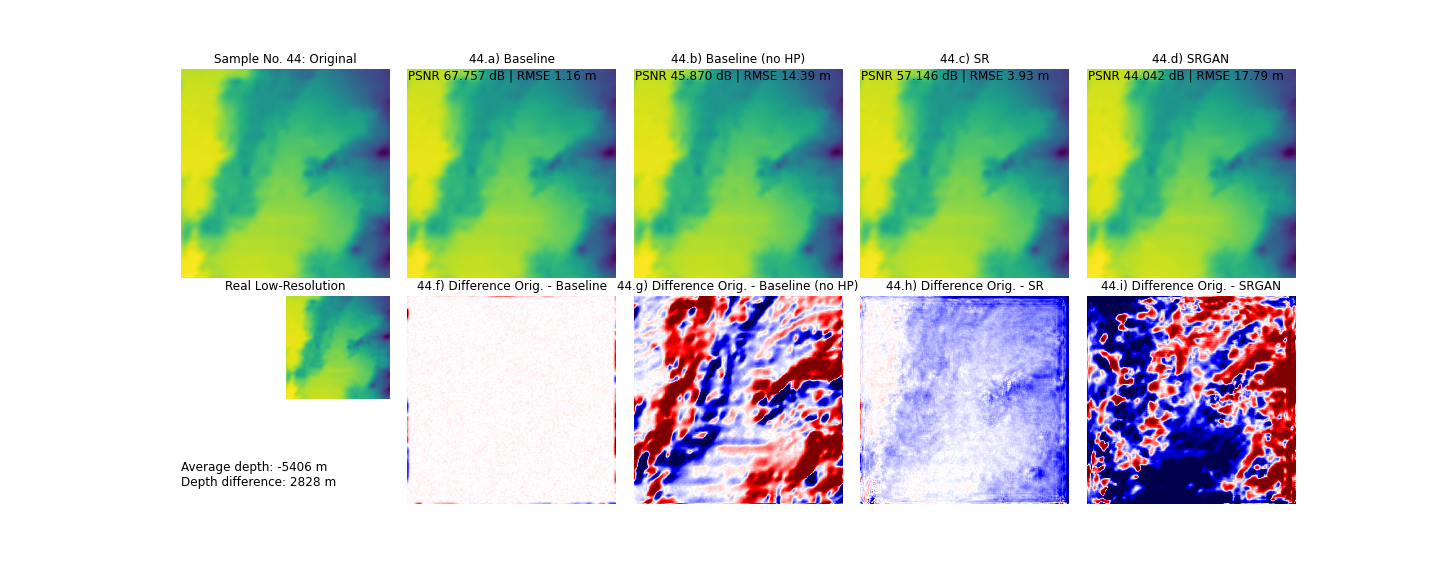 Sample No. 44: Original
44.a) Baseline
44.b) Baseline (no HP)
44.c) SR
44.d) SRGAN
PSNR 67.757 dB | RMSE 1.16 m
PSNR 45.870 dB | RMSE 14.39 m
PSNR 57.146 dB | RMSE 3.93 m
PSNR 44.042 dB | RMSE 17.79 m
Real Low-Resolution
44.f) Difference Orig. - Baseline
44.g) Difference Orig. - Baseline (no HP)
44.h) Difference Orig. - SR
44.i) Difference Orig. - SRGAN
Average depth: -5406 m
Depth difference: 2828 m